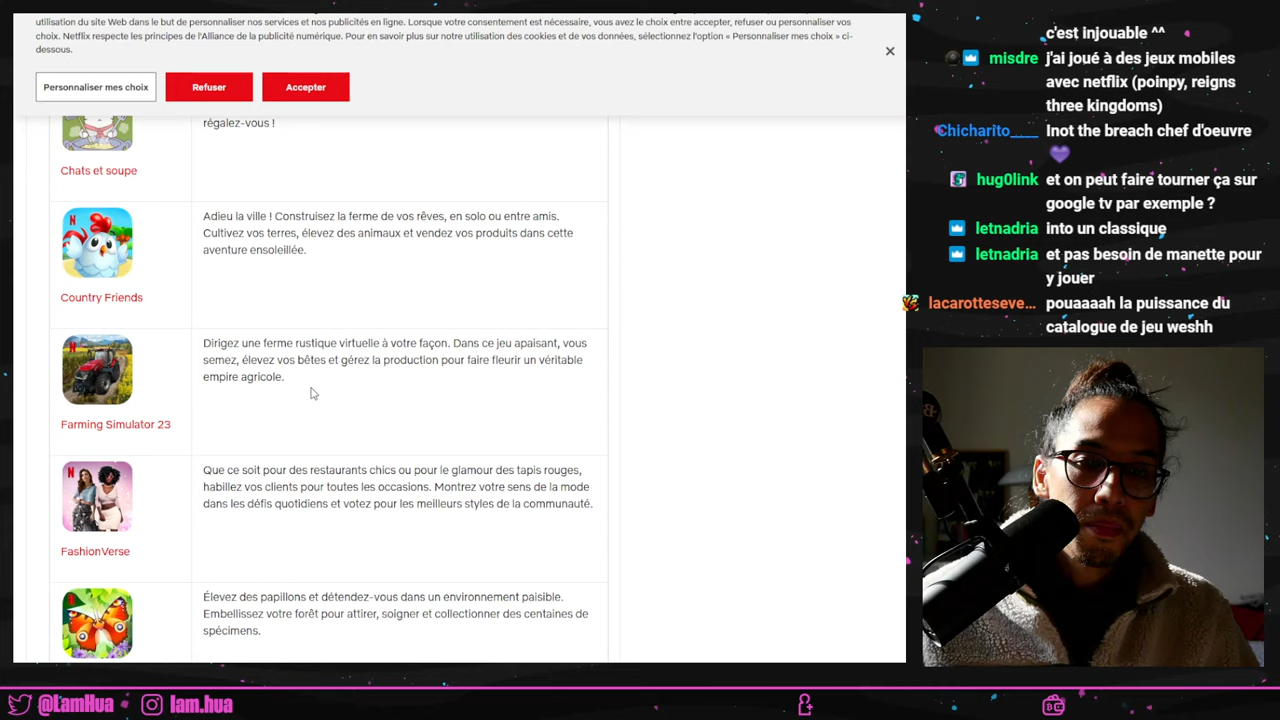 utilisation du site Web dans le but de personnaliser nos services et nos publicités en ligne. Lorsque votre consentement est nécessaire, vous avez le choix entre accepter, refuser ou personnaliser vos
choix. Netflix respecte les principes de l'Alliance de la publicité numérique. Pour en savoir plus sur notre utilisation des cookies et de vos données, sélectionnez l'option « Personnaliser mes choix » ci-
dessous.
Personnaliser mes choix
Refuser
Accepter
régalez-vous !
Chats et soupe
Adieu la ville ! Construisez la ferme de vos rêves, en solo ou entre amis.
Cultivez vos terres, élevez des animaux et vendez vos produits dans cette
aventure ensoleillée.
Country Friends
Dirigez une ferme rustique virtuelle à votre façon. Dans ce jeu apaisant, vous
semez, élevez vos bêtes et gérez la production pour faire fleurir un véritable
empire agricole.
Farming Simulator 23
Que ce soit pour des restaurants chics ou pour le glamour des tapis rouges,
habillez vos clients pour toutes les occasions. Montrez votre sens de la mode
dans les défis quotidiens et votez pour les meilleurs styles de la communauté.
FashionVerse
Élevez des papillons et détendez-vous dans un environnement paisible.
Embellissez votre forêt pour attirer, soigner et collectionner des centaines de
spécimens.
c'est injouable ^^
misdre j'ai joué à des jeux mobiles
avec netflix (poinpy, reigns
three kingdoms)
Chicharito____ Inot the breach chef d'oeuvre
hug0link et on peut faire tourner ça sur
google tv par exemple ?
letnadria into un classique
letnadria et pas besoin de manette pour
y jouer
lacarotteseve... pouaaaah la puissance du
catalogue de jeu weshh
@LamHua
lam.hua